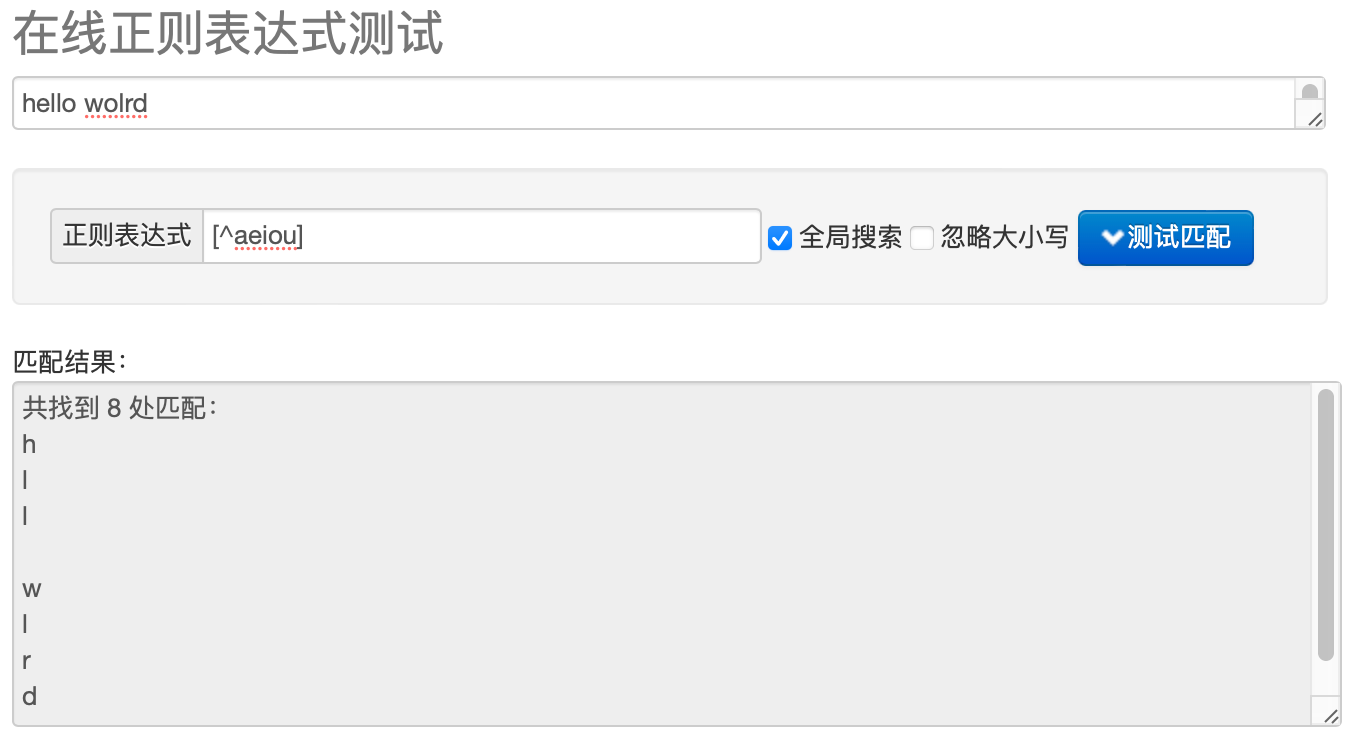 在线正则表达式测试
hello wolrd
正则表达式 [^aeiou] 全局搜索 忽略大小写 测试匹配
匹配结果：
共找到 8 处匹配：
h
l
l
w
l
r
d